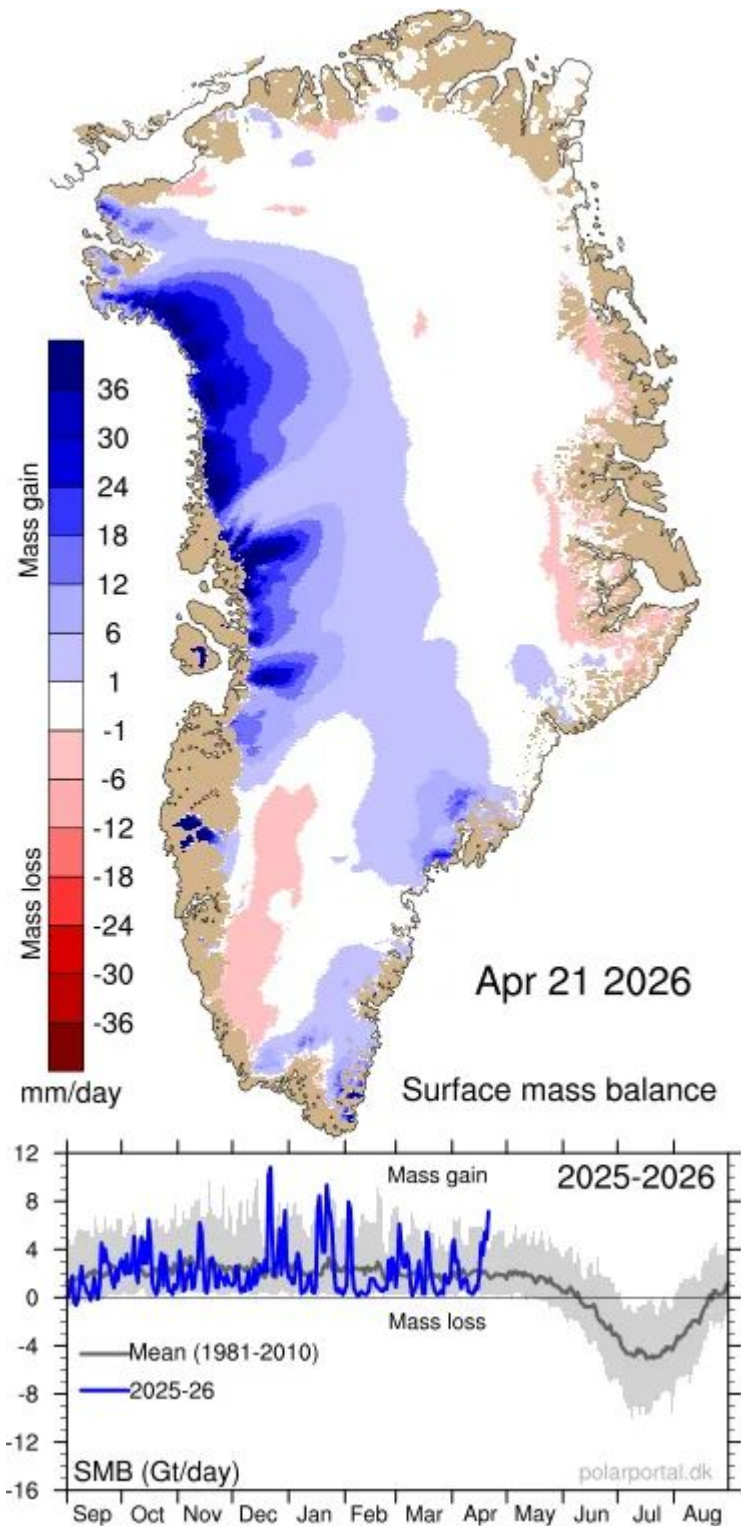 Mass gain
36
30
24
18
12
6
1
-1
-6
-12
-18
-24
-30
-36
Mass loss
mm/day
Apr 21 2026
Surface mass balance
12
8
4
0
-4
-8
-12
-16
Mass gain
2025-2026
Mass loss
Mean (1981-2010)
2025-26
SMB (Gt/day)
polarportal.dk
Sep Oct Nov Dec Jan Feb Mar Apr May Jun Jul Aug